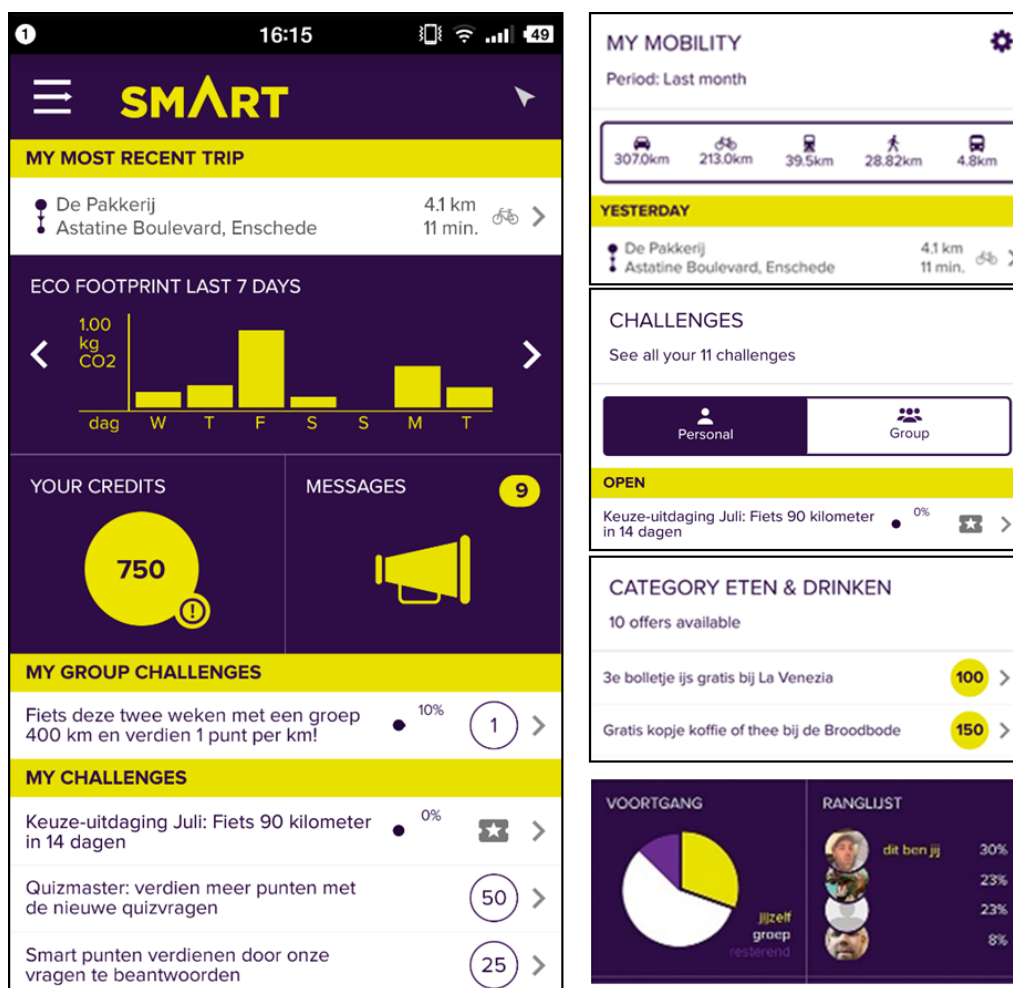 1
16:15
49
SMART
MY MOST RECENT TRIP
De Pakkerij
4.1 km
Astatine Boulevard, Enschede
11 min.
ECO FOOTPRINT LAST 7 DAYS
1.00
kg
CO2
dag W T F S S M T
YOUR CREDITS
750
MESSAGES
9
MY GROUP CHALLENGES
Fiets deze twee weken met een groep
400 km en verdien 1 punt per km!
10%
1
MY CHALLENGES
Keuze-uitdaging Juli: Fiets 90 kilometer
in 14 dagen
0%
Quizmaster: verdien meer punten met
de nieuwe quizvragen
50
Smart punten verdienen door onze
vragen te beantwoorden
25
MY MOBILITY
Period: Last month
307.0km 213.0km 39.5km 28.82km 4.8km
YESTERDAY
De Pakkerij
4.1 km
Astatine Boulevard, Enschede
11 min.
CHALLENGES
See all your 11 challenges
Personal Group
OPEN
Keuze-uitdaging Juli: Fiets 90 kilometer
in 14 dagen
0%
CATEGORY ETEN & DRINKEN
10 offers available
3e bolletje ijs gratis bij La Venezia 100
Gratis kopje koffie of thee bij de Broodbode 150
VOORTGANG
jijzelf
groep
resterend
RANGLIJST
dit ben jij 30%
23%
23%
8%